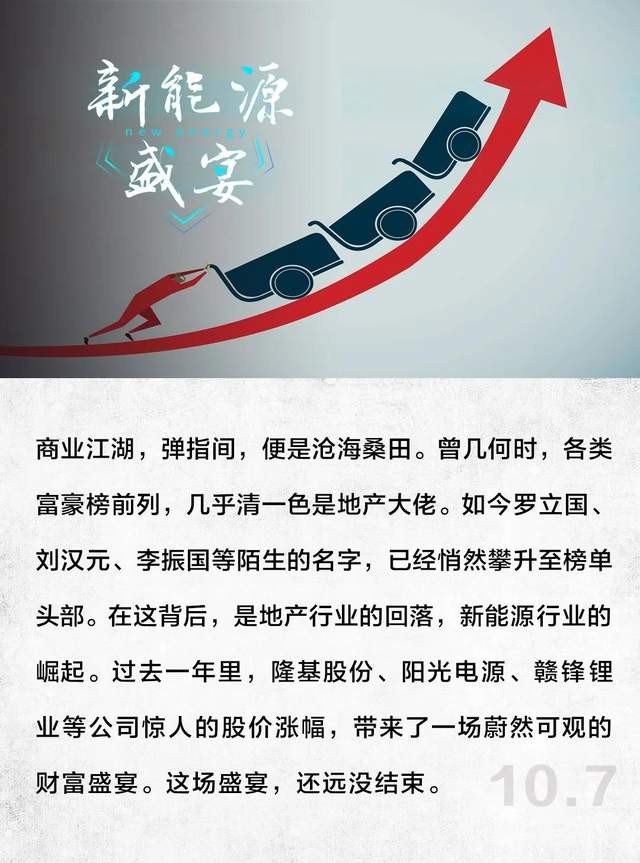 新能源
new energy
盛宴
商业江湖，弹指间，便是沧海桑田。曾几何时，各类
富豪榜前列，几乎清一色是地产大佬。如今罗立国、
刘汉元、李振国等陌生的名字，已经悄然攀升至榜单
头部。在这背后，是地产行业的回落，新能源行业的
崛起。过去一年里，隆基股份、阳光电源、赣锋锂
业等公司惊人的股价涨幅，带来了一场蔚然可观的
财富盛宴。这场盛宴，还远没结束。
10.7